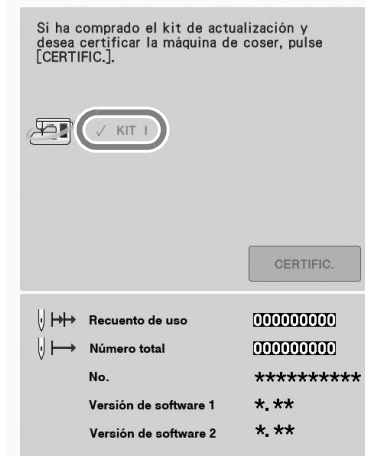 Si ha comprado el kit de actualización y
desea certificar la máquina de coser, pulse
[CERTIFIC.].
✓ KIT I
CERTIFIC.
Recuento de uso 000000000
Número total 000000000
No. **********
Versión de software 1 *.**
Versión de software 2 *.**